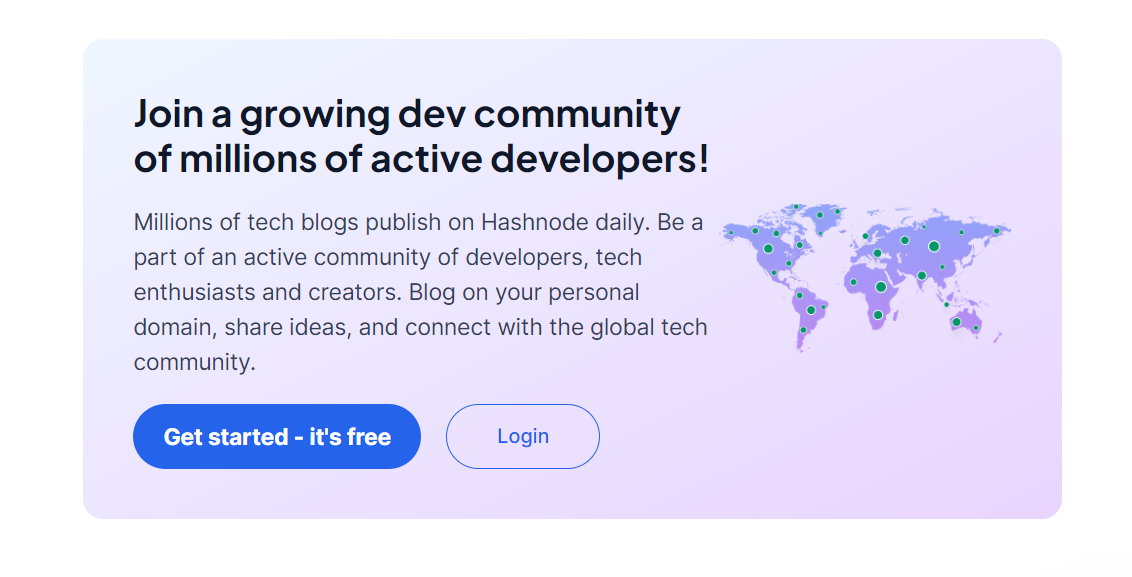 Join a growing dev community
of millions of active developers!
Millions of tech blogs publish on Hashnode daily. Be a
part of an active community of developers, tech
enthusiasts and creators. Blog on your personal
domain, share ideas, and connect with the global tech
community.
Get started - it's free
Login